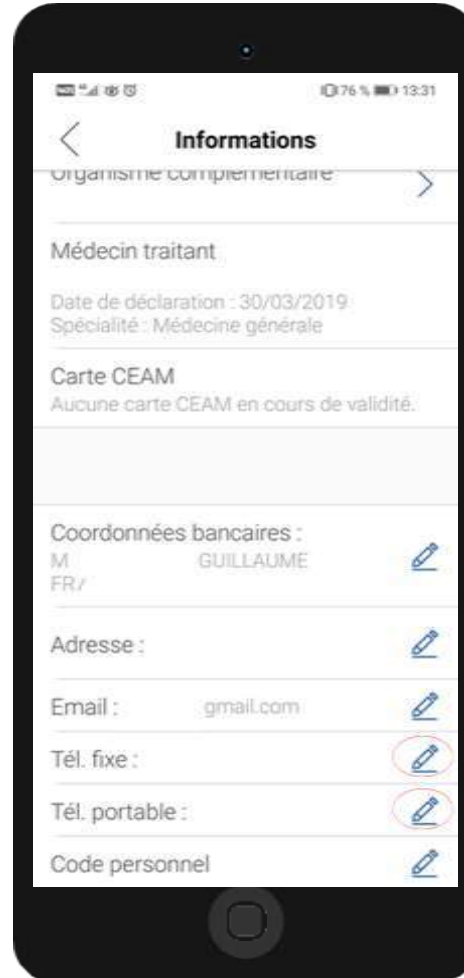 76 % 13:31
Informations
Organisme complémentaire
Médecin traitant
Date de déclaration : 30/03/2019
Spécialité : Médecine générale
Carte CEAM
Aucune carte CEAM en cours de validité.
Coordonnées bancaires :
M GUILLAUME
FR
Adresse :
Email : gmail.com
Tél. fixe :
Tél. portable :
Code personnel